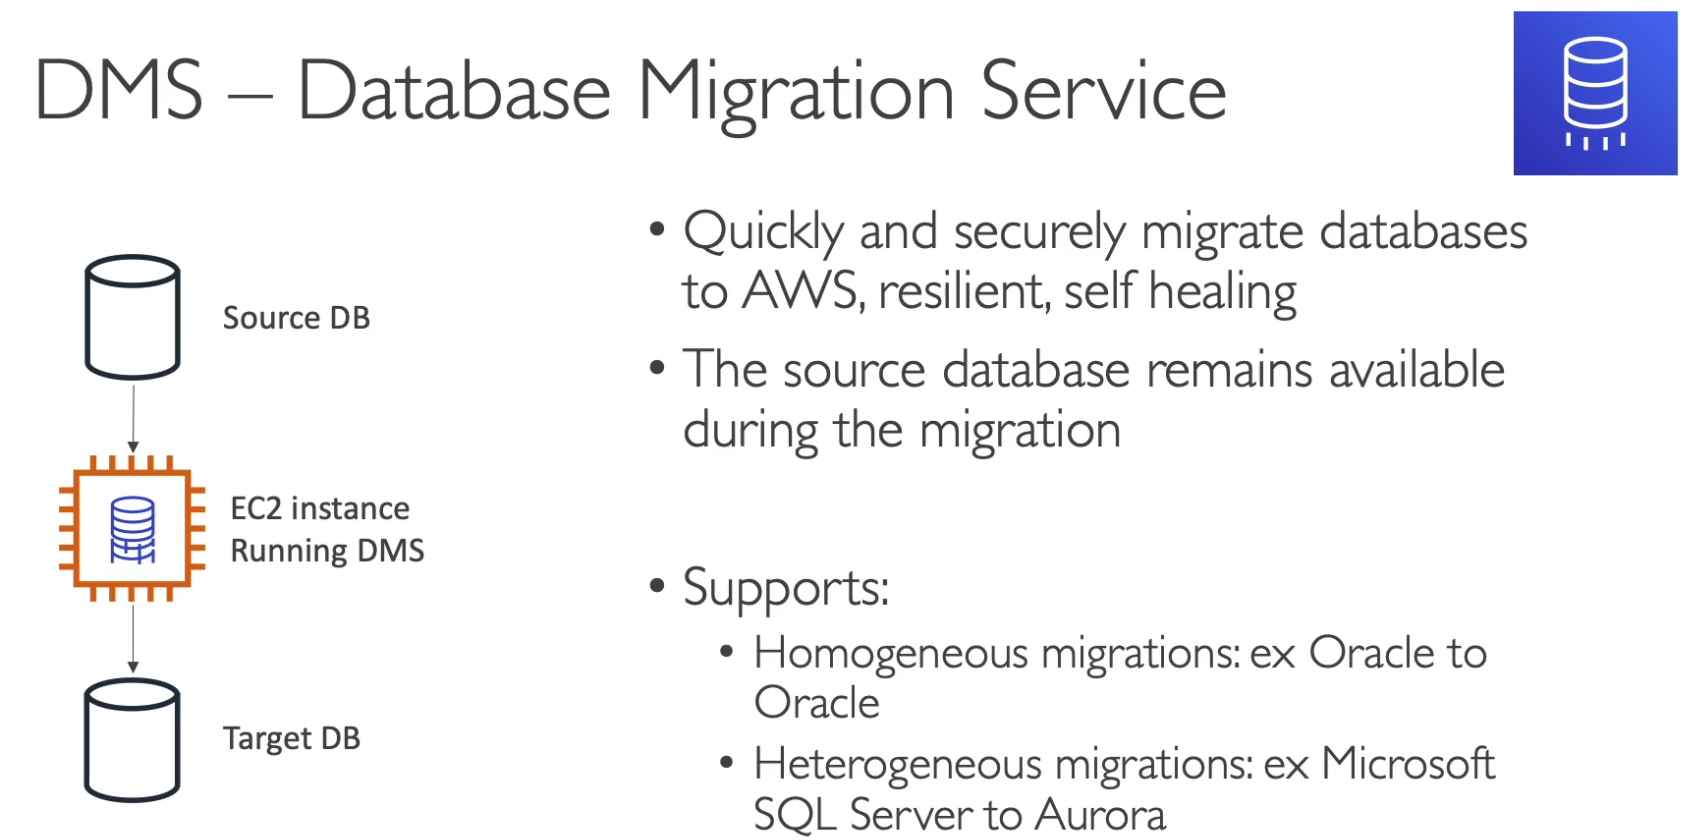 DMS – Database Migration Service
Source DB
EC2 instance
Running DMS
Target DB
• Quickly and securely migrate databases
to AWS, resilient, self healing
• The source database remains available
during the migration
• Supports:
• Homogeneous migrations: ex Oracle to
Oracle
• Heterogeneous migrations: ex Microsoft
SQL Server to Aurora